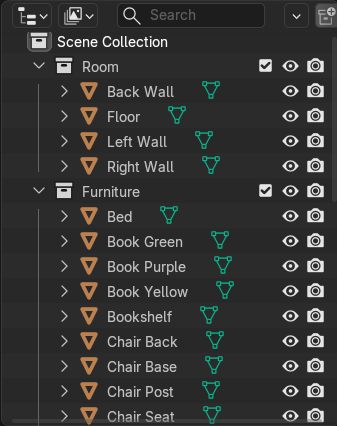 Search
Scene Collection
Room
Back Wall
Floor
Left Wall
Right Wall
Furniture
Bed
Book Green
Book Purple
Book Yellow
Bookshelf
Chair Back
Chair Base
Chair Post
Chair Seat